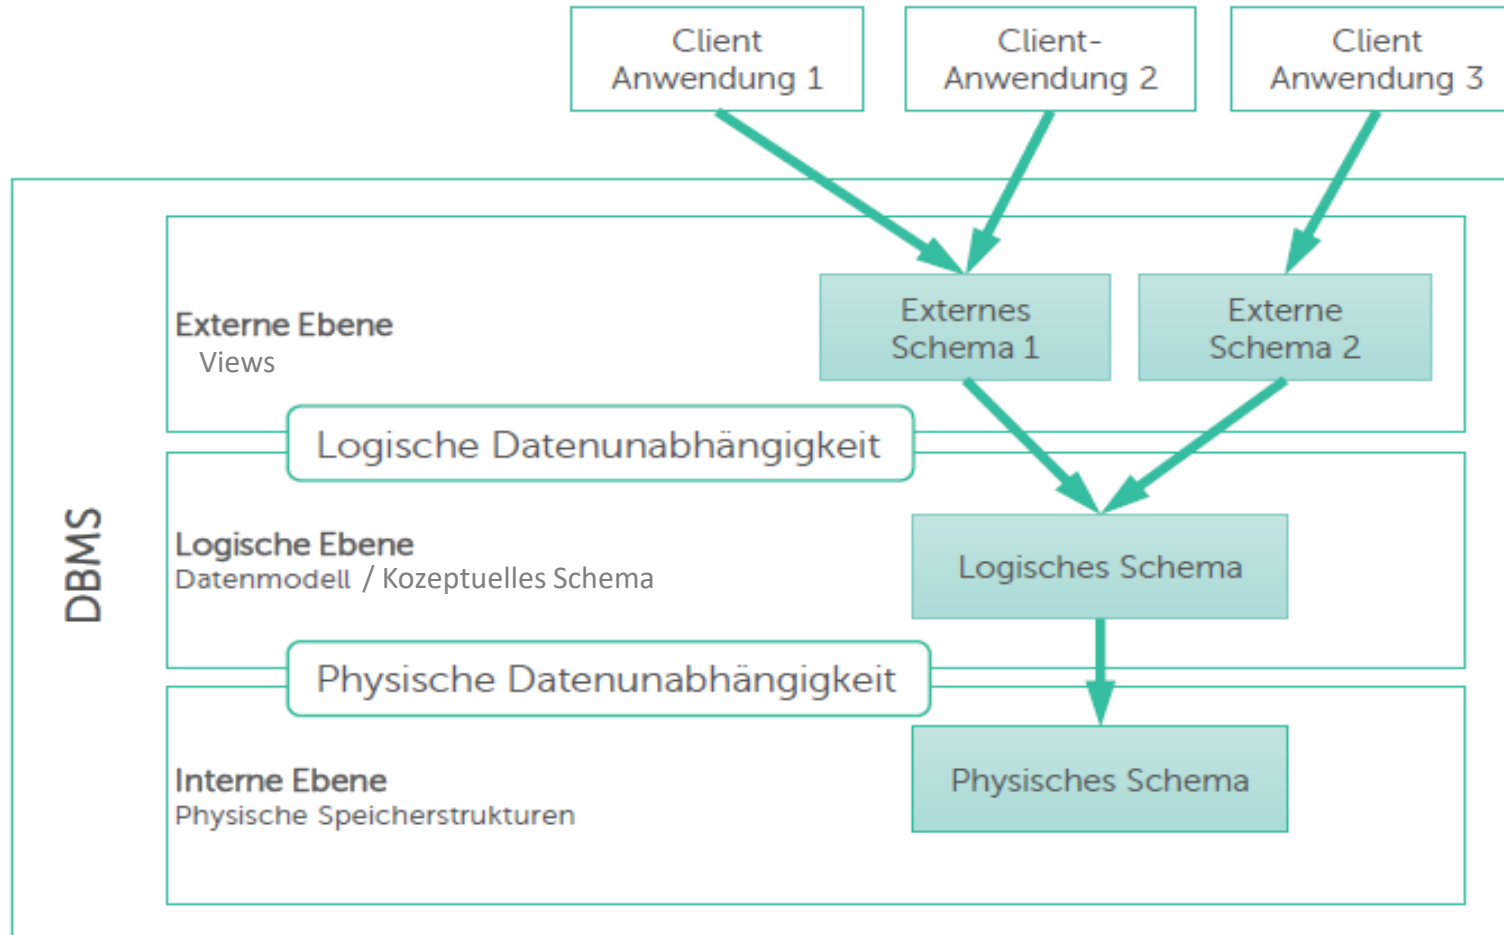 Client
Anwendung 1
Client-
Anwendung 2
Client
Anwendung 3
Externe Ebene
Views
Externes
Schema 1
Externe
Schema 2
Logische Datenunabhängigkeit
DBMS
Logische Ebene
Datenmodell / Kozeptuelles Schema
Logisches Schema
Physische Datenunabhängigkeit
Interne Ebene
Physische Speicherstrukturen
Physisches Schema